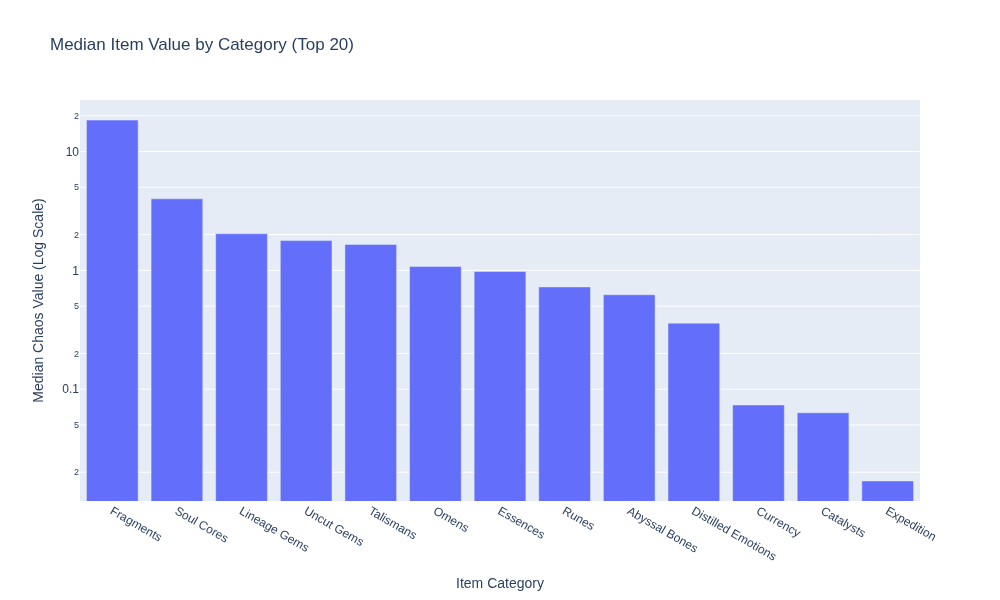 Median Item Value by Category (Top 20)
Median Chaos Value (Log Scale)
2
10
5
2
1
5
2
0.1
5
2
Fragments
Soul Cores
Lineage Gems
Uncut Gems
Talismans
Omens
Essences
Runes
Abyssal Bones
Distilled Emotions
Currency
Catalysts
Expedition
Item Category